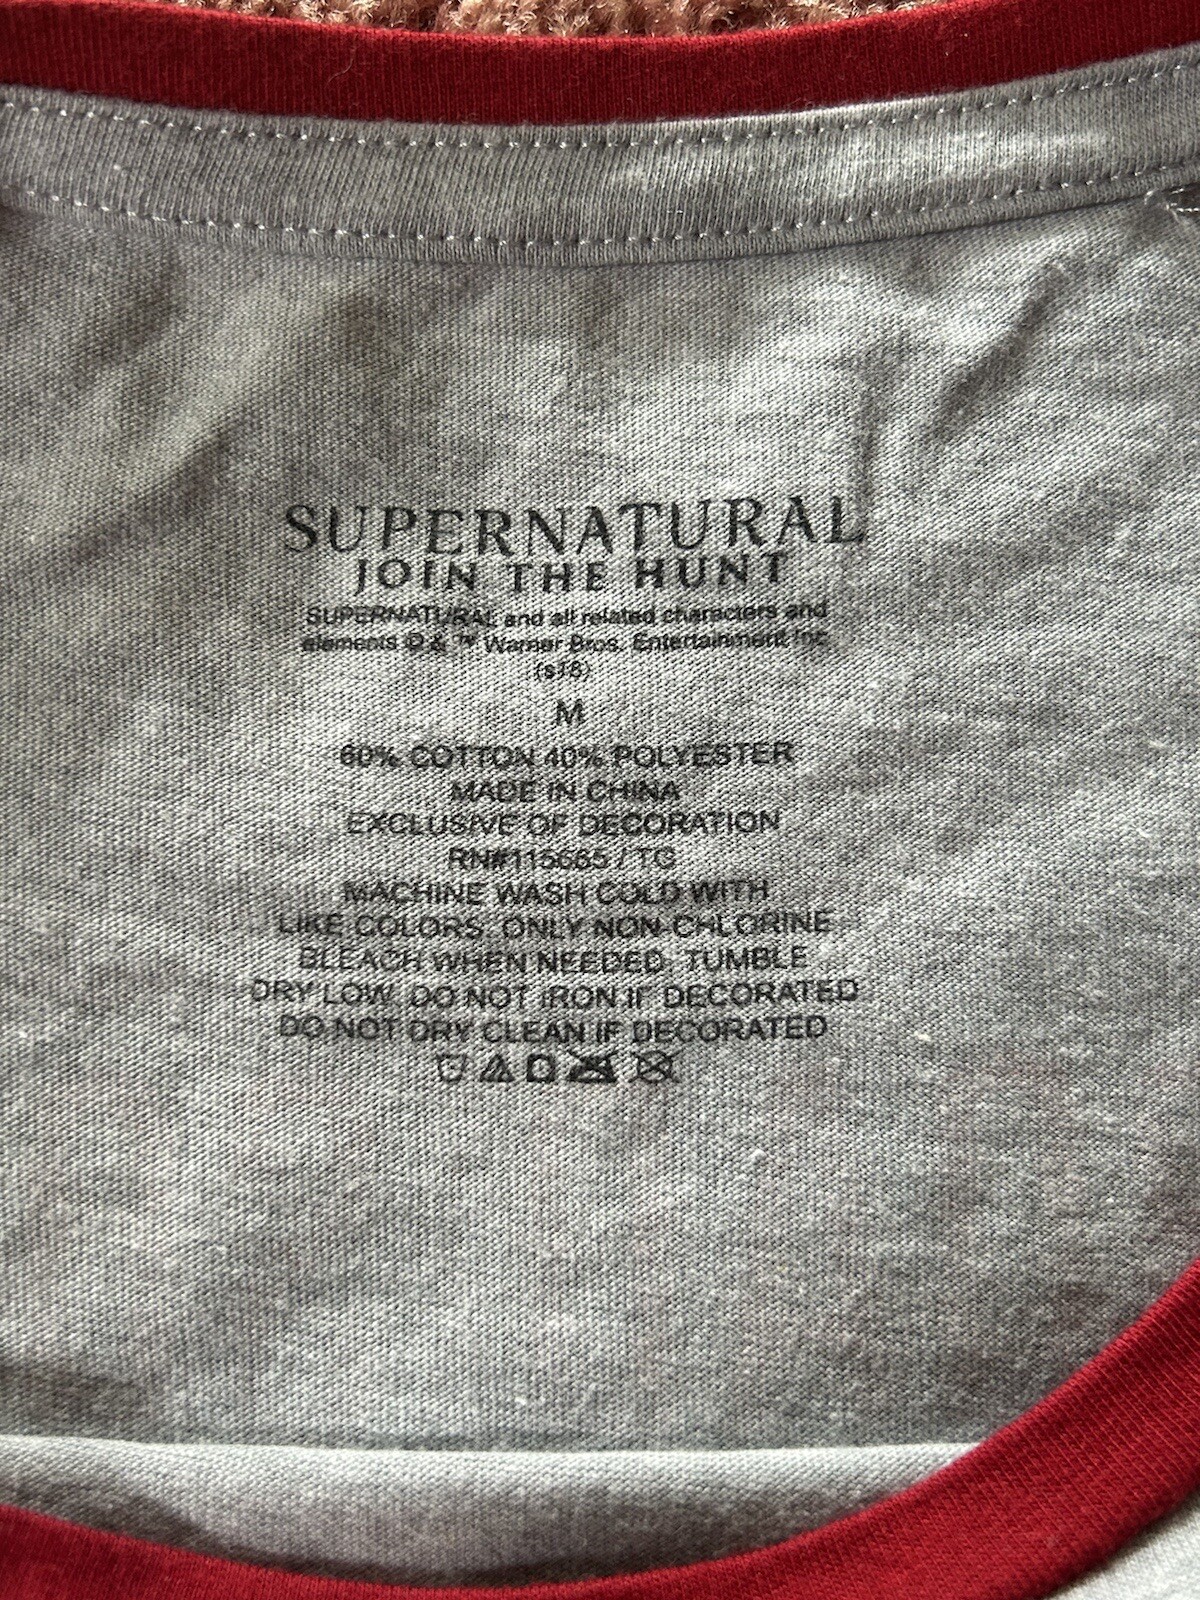 SUPERNATURAL
JOIN THE HUNT
SUPERNATURAL and all related characters and
elements © & ™ Warner Bros. Entertainment Inc.
(s18)
M
60% COTTON 40% POLYESTER
MADE IN CHINA
EXCLUSIVE OF DECORATION
RN#115665 / TG
MACHINE WASH COLD WITH
LIKE COLORS. ONLY NON-CHLORINE
BLEACH WHEN NEEDED. TUMBLE
DRY LOW. DO NOT IRON IF DECORATED
DO NOT DRY CLEAN IF DECORATED